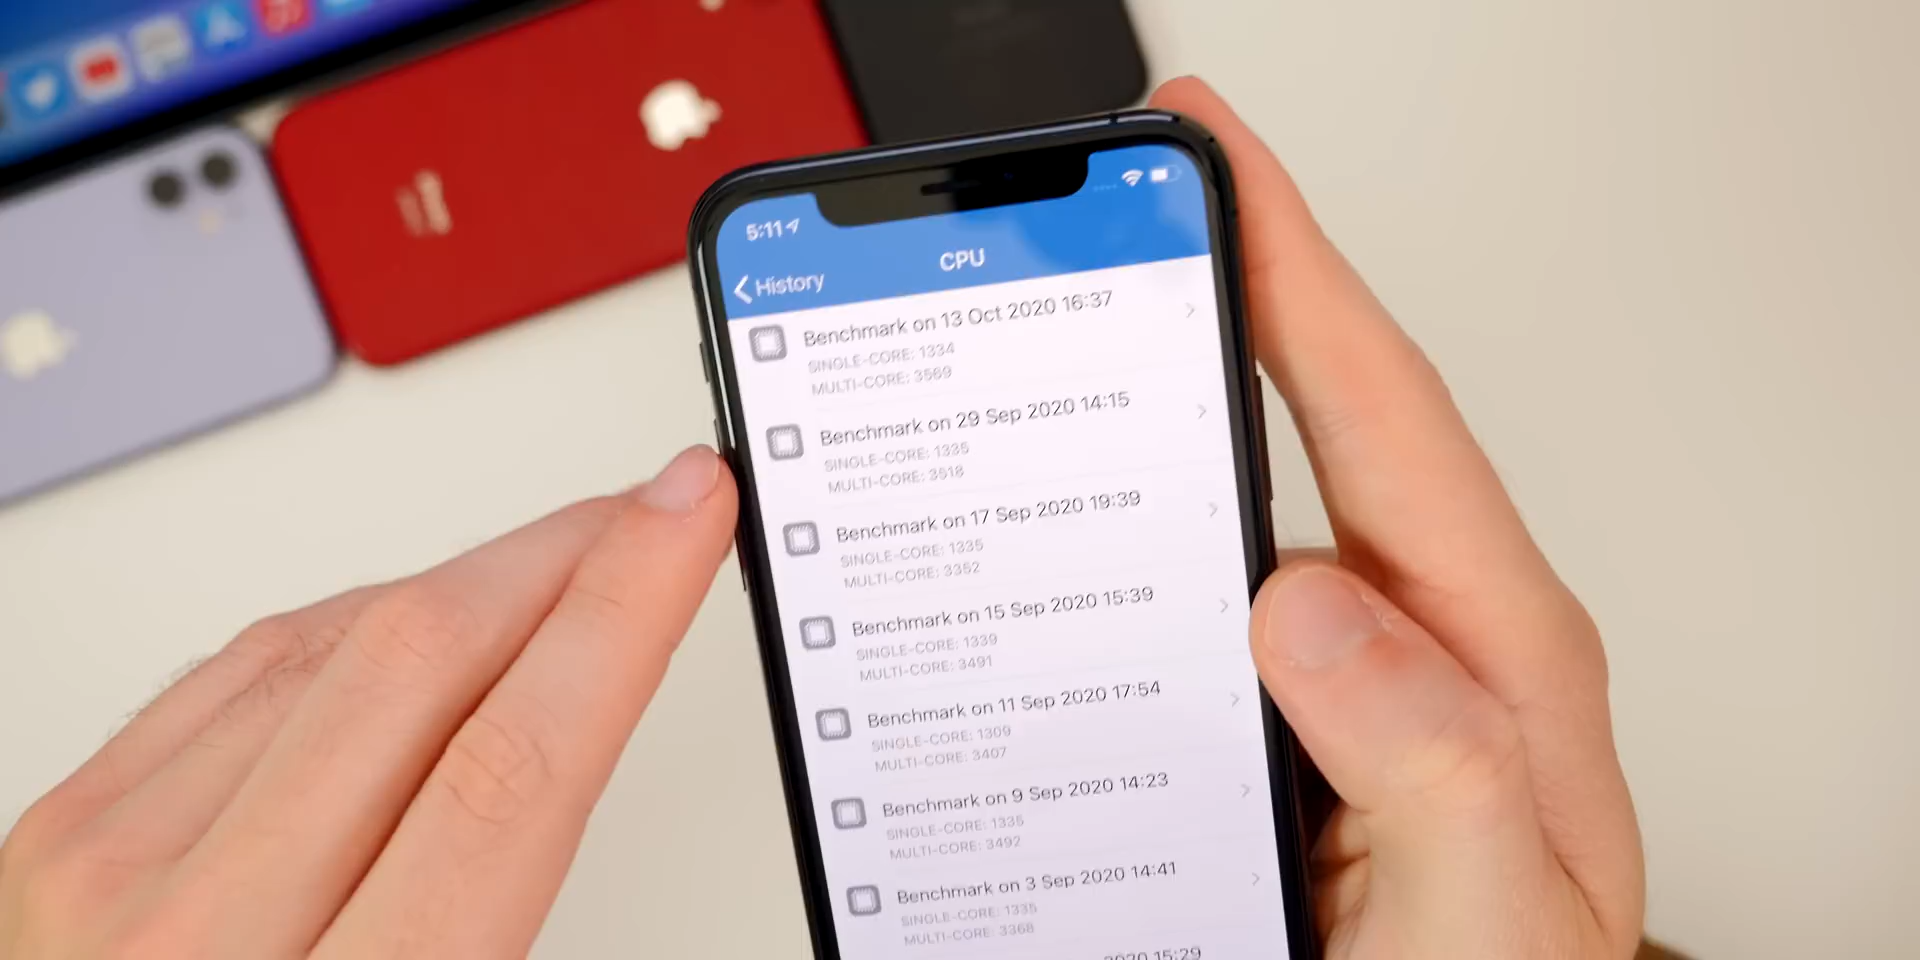 5:11
History
CPU
Benchmark on 13 Oct 2020 16:37
SINGLE-CORE: 1334
MULTI-CORE: 3569
Benchmark on 29 Sep 2020 14:15
SINGLE-CORE: 1335
MULTI-CORE: 3518
Benchmark on 17 Sep 2020 19:39
SINGLE-CORE: 1335
MULTI-CORE: 3352
Benchmark on 15 Sep 2020 15:39
SINGLE-CORE: 1339
MULTI-CORE: 3491
Benchmark on 11 Sep 2020 17:54
SINGLE-CORE: 1309
MULTI-CORE: 3407
Benchmark on 9 Sep 2020 14:23
SINGLE-CORE: 1335
MULTI-CORE: 3492
Benchmark on 3 Sep 2020 14:41
SINGLE-CORE: 1335
MULTI-CORE: 3368
2020 15:29